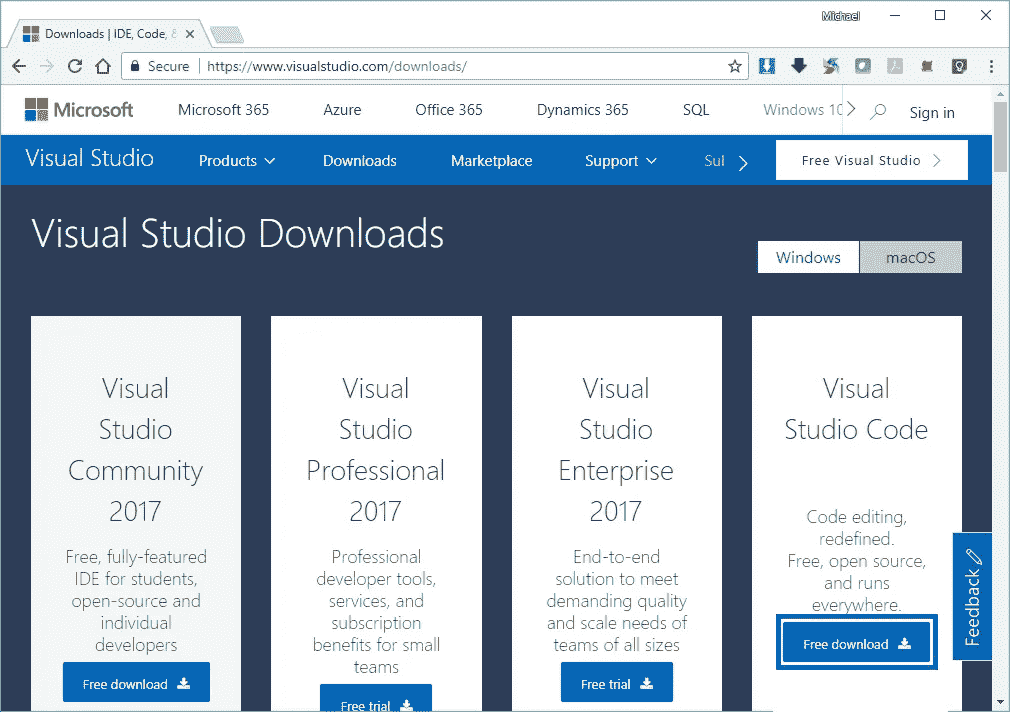 Michael
Downloads | IDE, Code, &
Secure https://www.visualstudio.com/downloads/
Microsoft Microsoft 365 Azure Office 365 Dynamics 365 SQL Windows 10 Sign in
Visual Studio Products Downloads Marketplace Support Sul Free Visual Studio
Visual Studio Downloads
Windows macOS
Visual
Studio
Community
2017
Free, fully-featured
IDE for students,
open-source and
individual
developers
Free download
Visual
Studio
Professional
2017
Professional
developer tools,
services, and
subscription
benefits for small
teams
Free trial
Visual
Studio
Enterprise
2017
End-to-end
solution to meet
demanding quality
and scale needs of
teams of all sizes
Free trial
Visual
Studio Code
Code editing,
redefined.
Free, open source,
and runs
everywhere.
Free download
Feedback